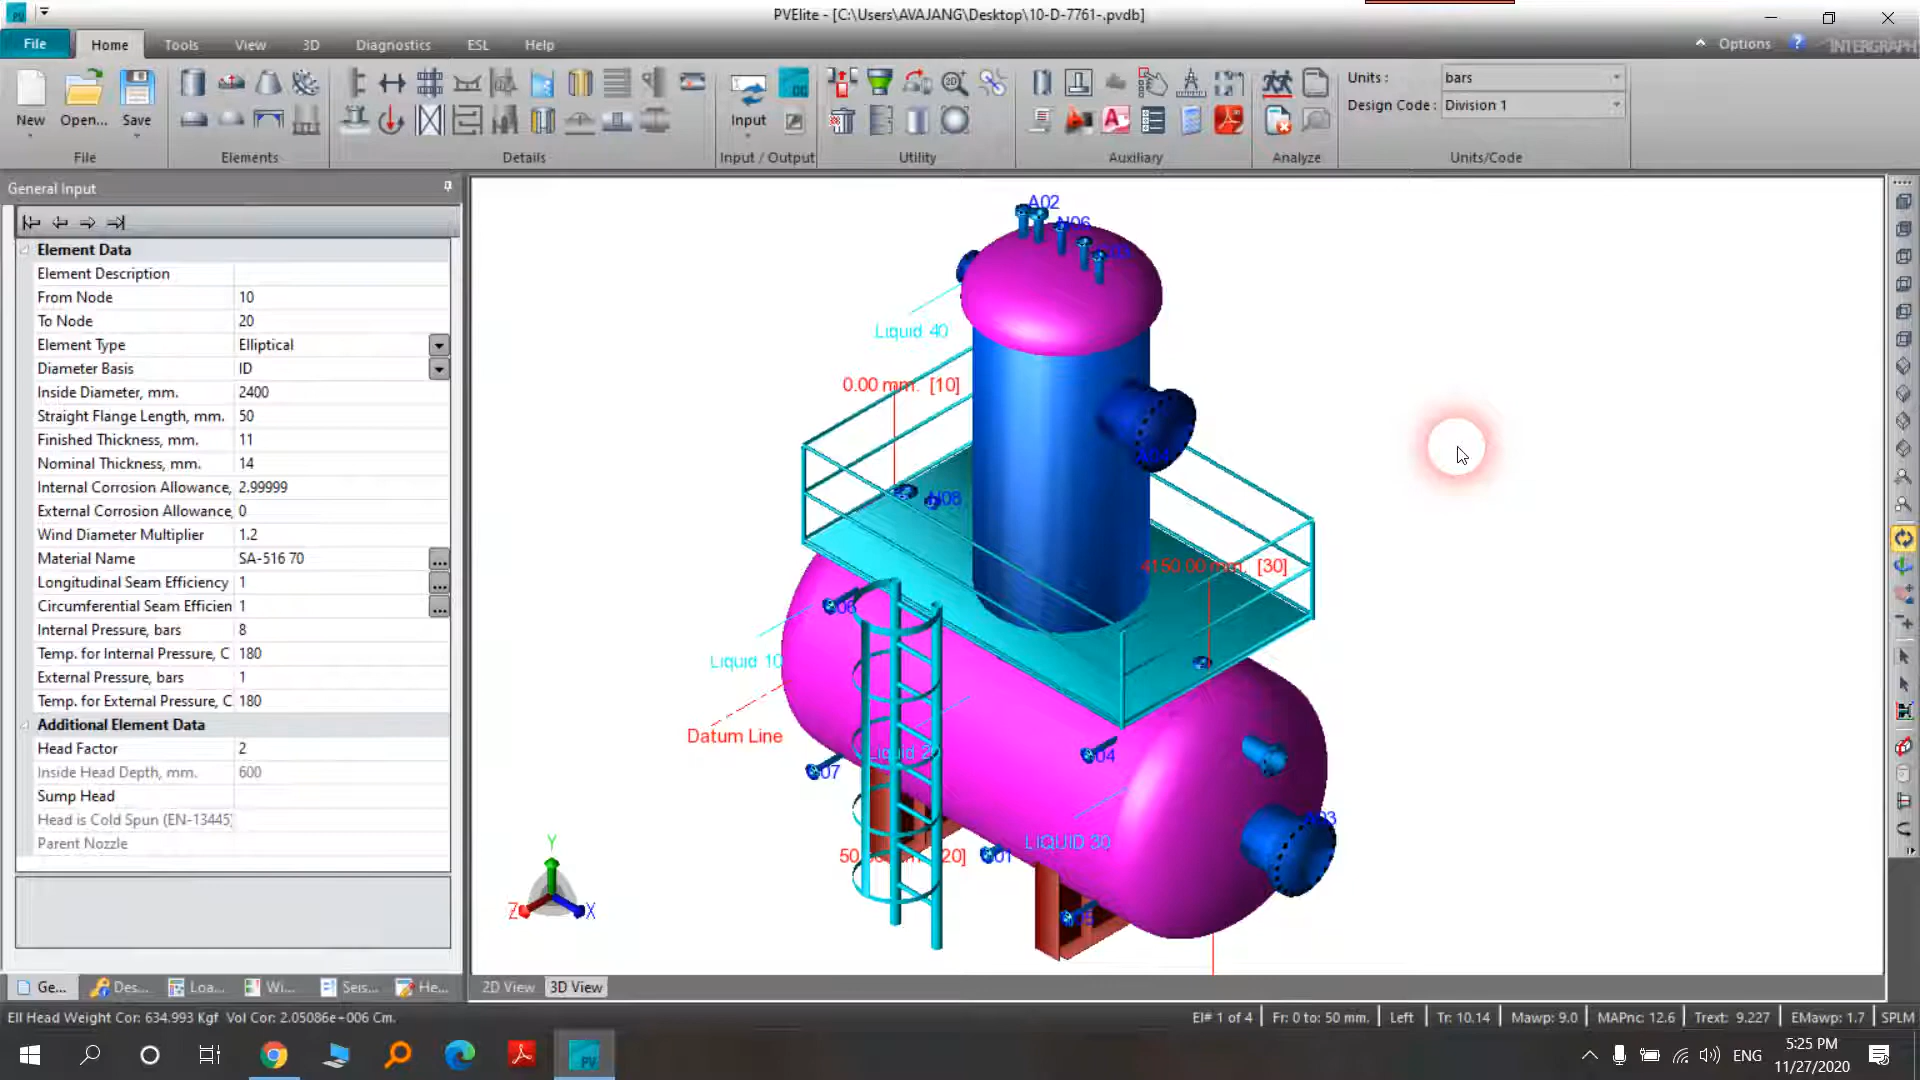 PVElite - [C:\Users\AVAJANG\Desktop\10-D-7761-.pvdb]
File Home Tools View 3D Diagnostics ESL Help
Options
INTERGRAPH
New Open... Save
Input
Units : bars
Design Code : Division 1
File Elements Details Input / Output Utility Auxiliary Analyze Units/Code
General Input
Element Data
Element Description
From Node 10
To Node 20
Element Type Elliptical
Diameter Basis ID
Inside Diameter, mm. 2400
Straight Flange Length, mm. 50
Finished Thickness, mm. 11
Nominal Thickness, mm. 14
Internal Corrosion Allowance, 2.99999
External Corrosion Allowance, 0
Wind Diameter Multiplier 1.2
Material Name SA-516 70
Longitudinal Seam Efficiency 1
Circumferential Seam Efficien 1
Internal Pressure, bars 8
Temp. for Internal Pressure, C 180
External Pressure, bars 1
Temp. for External Pressure, C 180
Additional Element Data
Head Factor 2
Inside Head Depth, mm. 600
Sump Head
Head is Cold Spun (EN-13445)
Parent Nozzle
A02
N06
Liquid 40
0.00 mm. [10]
A04
N08
4150.00 mm. [30]
Liquid 10
Datum Line
Liquid 20
04
07
A03
LIQUID 30
Y
Z X
Ge... Des... Loa... Wi... Seis... He...
2D View 3D View
Ell Head Weight Cor: 634.993 Kgf Vol Cor: 2.05086e+006 Cm.
El# 1 of 4 Fr: 0 to: 50 mm. Left Tr: 10.14 Mawp: 9.0 MAPnc: 12.6 Trext: 9.227 EMawp: 1.7 SPLM
PV
ENG
5:25 PM
11/27/2020